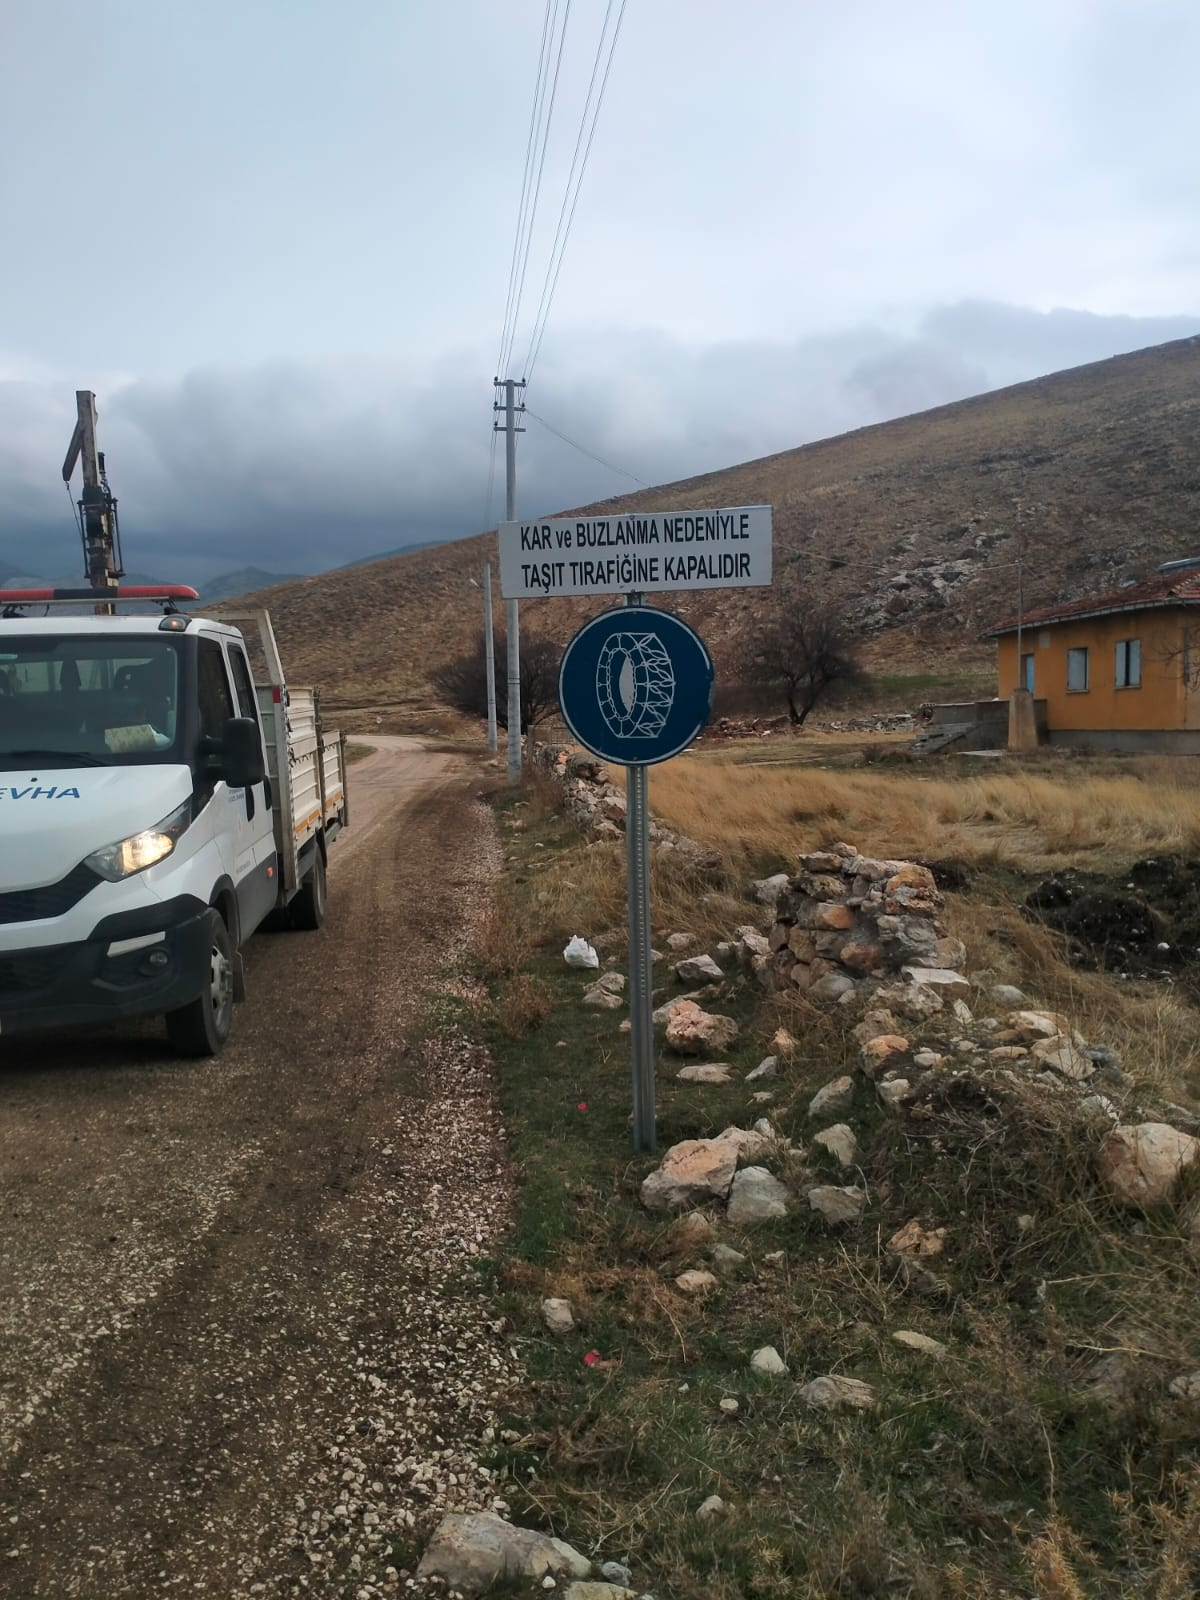 KAR ve BUZLANMA NEDENİYLE
TAŞIT TIRAFİĞİNE KAPALIDIR
EVHA